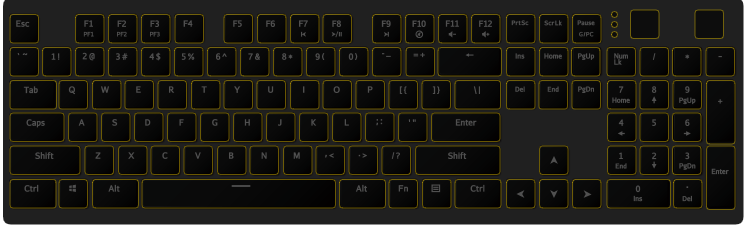 Esc F1 F2 F3 F4 F5 F6 F7 F8 F9 F10 F11 F12 PrtSc ScrLk Pause
PF1 PF2 PF3 G/PC
` ~ 1 ! 2 @ 3 # 4 $ 5 % 6 ^ 7 & 8 * 9 ( 0 ) - = + ← Ins Home PgUp Num Lk / * -
Tab Q W E R T Y U I O P [ { ] } \ | Del End PgDn 7 Home 8 9 PgUp +
Caps A S D F G H J K L ; : ' " Enter 4 5 6
Shift Z X C V B N M , < . > / ? Shift 1 End 2 3 PgDn Enter
Ctrl Alt Alt Fn Ctrl 0 Ins . Del